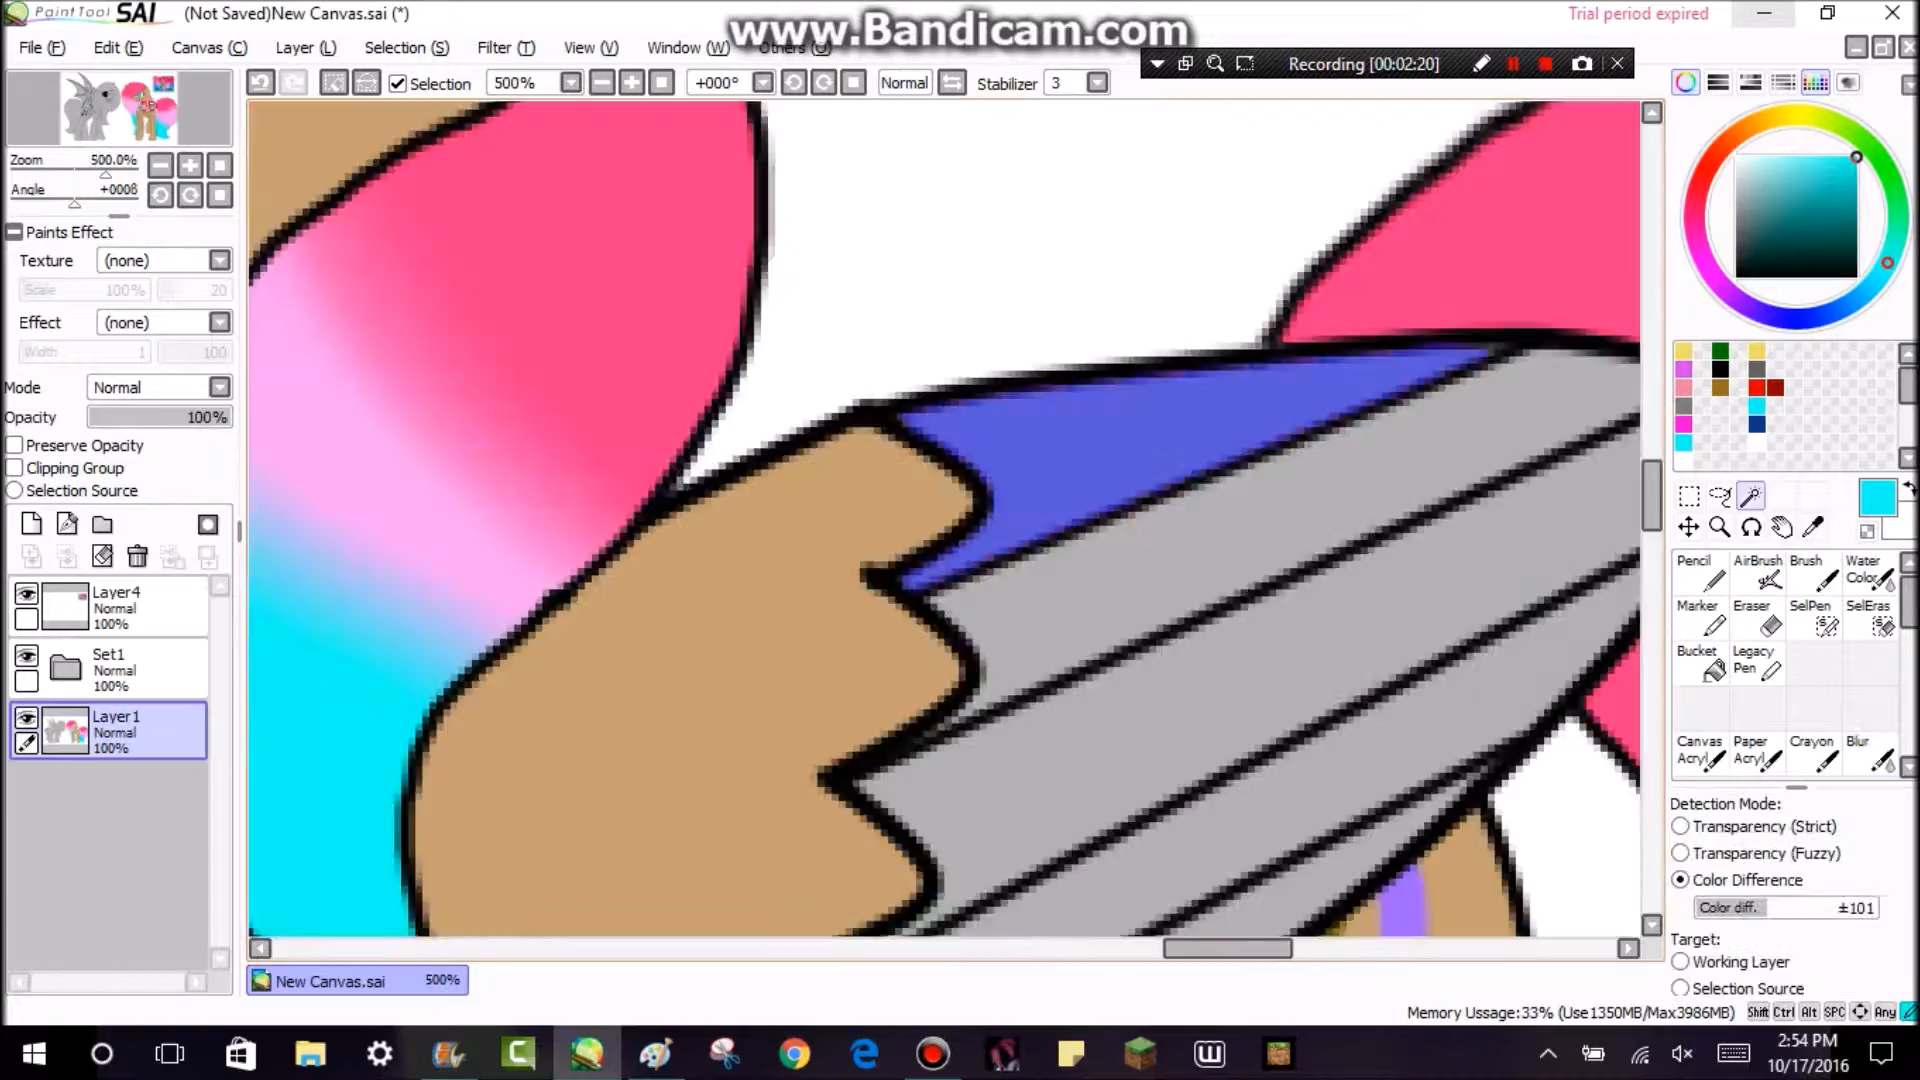 PaintTool SAI (Not Saved)New Canvas.sai (*)
www.Bandicam.com
Trial period expired
File (F) Edit (E) Canvas (C) Layer (L) Selection (S) Filter (T) View (V) Window (W) Others (O)
Recording [00:02:20]
Selection 500% +000° Normal Stabilizer 3
Zoom 500.0%
Angle +000ß
Paints Effect
Texture (none)
Scale 100% 20
Effect (none)
Width 1 100
Mode Normal
Opacity 100%
Preserve Opacity
Clipping Group
Selection Source
Layer4
Normal
100%
Set1
Normal
100%
Layer1
Normal
100%
Pencil AirBrush Brush Water Color
Marker Eraser SelPen SelEras
Bucket Legacy Pen
Canvas Acryl Paper Acryl Crayon Blur
Detection Mode:
Transparency (Strict)
Transparency (Fuzzy)
Color Difference
Color diff. ±101
Target:
Working Layer
Selection Source
New Canvas.sai 500%
Memory Usage:33% (Use1350MB/Max3986MB) Shift Ctrl Alt SPC Any
2:54 PM
10/17/2016